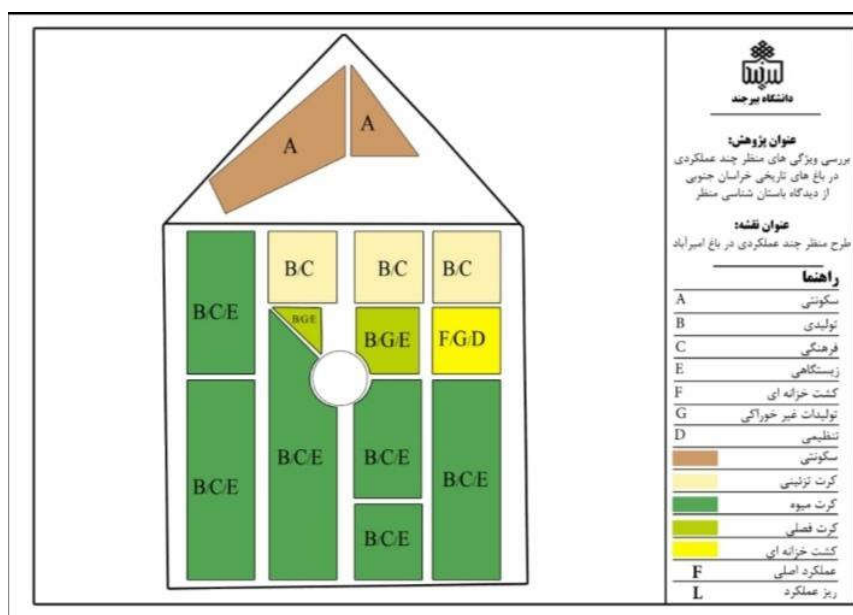 A
A
B/C
B/C
B/C
B/C/E
B/G/E
B/G/E
F/G/D
B/C/E
B/C/E
B/C/E
B/C/E
B/C/E
دانشگاه بیرجند
عنوان پژوهش:
بررسی ویژگی های منظر چند عملکردی
در باغ های تاریخی خراسان جنوبی
از دیدگاه باستان شناسی منظر
عنوان نقشه:
طرح منظر چند عملکردی در باغ امیرآباد
راهنما
سکونتی A
تولیدی B
فرهنگی C
زیستگاهی E
کشت خزانه ای F
تولیدات غیر خوراکی G
تنظیمی D
سکونتی
کرت تزئینی
کرت میوه
کرت فصلی
کشت خزانه ای
عملکرد اصلی F
ریز عملکرد L